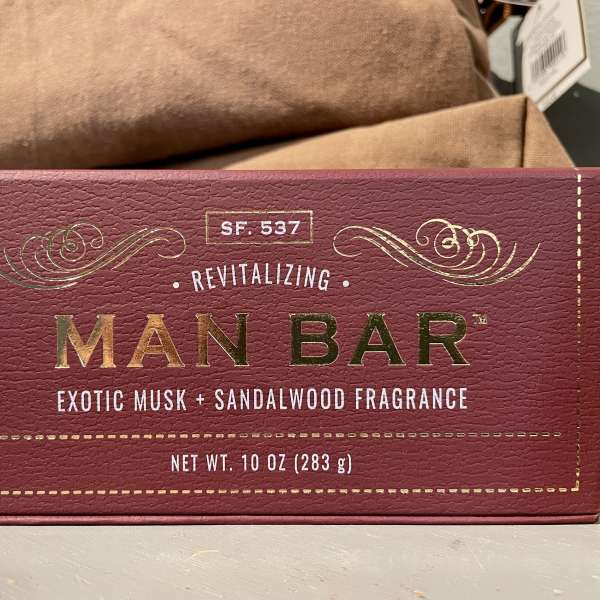 SF. 537
• REVITALIZING •
MAN BAR™
EXOTIC MUSK + SANDALWOOD FRAGRANCE
NET WT. 10 OZ (283 g)